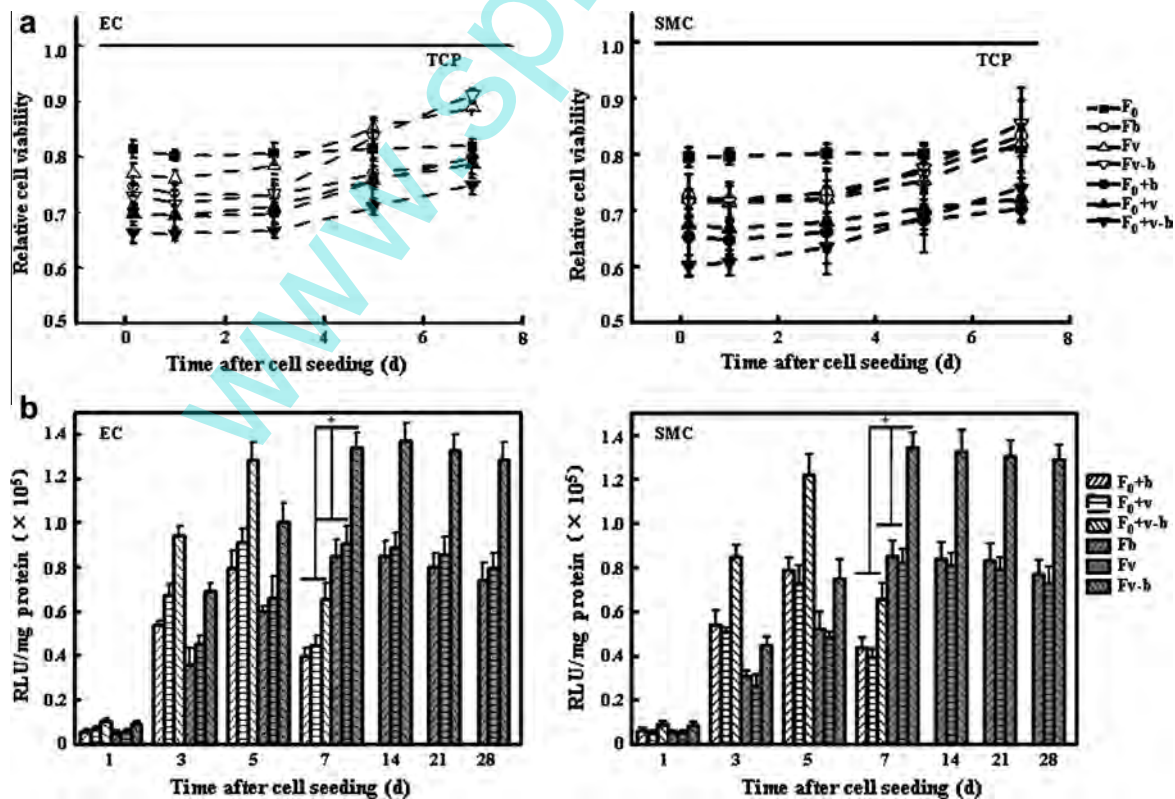 a
EC
TCP
Relative cell viability
1.0
0.9
0.8
0.7
0.6
0.5
0
2
4
6
8
Time after cell seeding (d)
SMC
TCP
Relative cell viability
1.0
0.9
0.8
0.7
0.6
0.5
0
2
4
6
8
Time after cell seeding (d)
F0
Fb
Fv
Fv-b
F0+b
F0+v
F0+v-b
b
EC
*
RLU/mg protein (× 10⁵)
1.4
1.2
1.0
0.8
0.6
0.4
0.2
0
1
3
5
7
14
21
28
Time after cell seeding (d)
SMC
*
RLU/mg protein (× 10⁵)
1.4
1.2
1.0
0.8
0.6
0.4
0.2
0
1
3
5
7
14
21
28
Time after cell seeding (d)
F0+b
F0+v
F0+v-b
Fb
Fv
Fv-b
www.sp